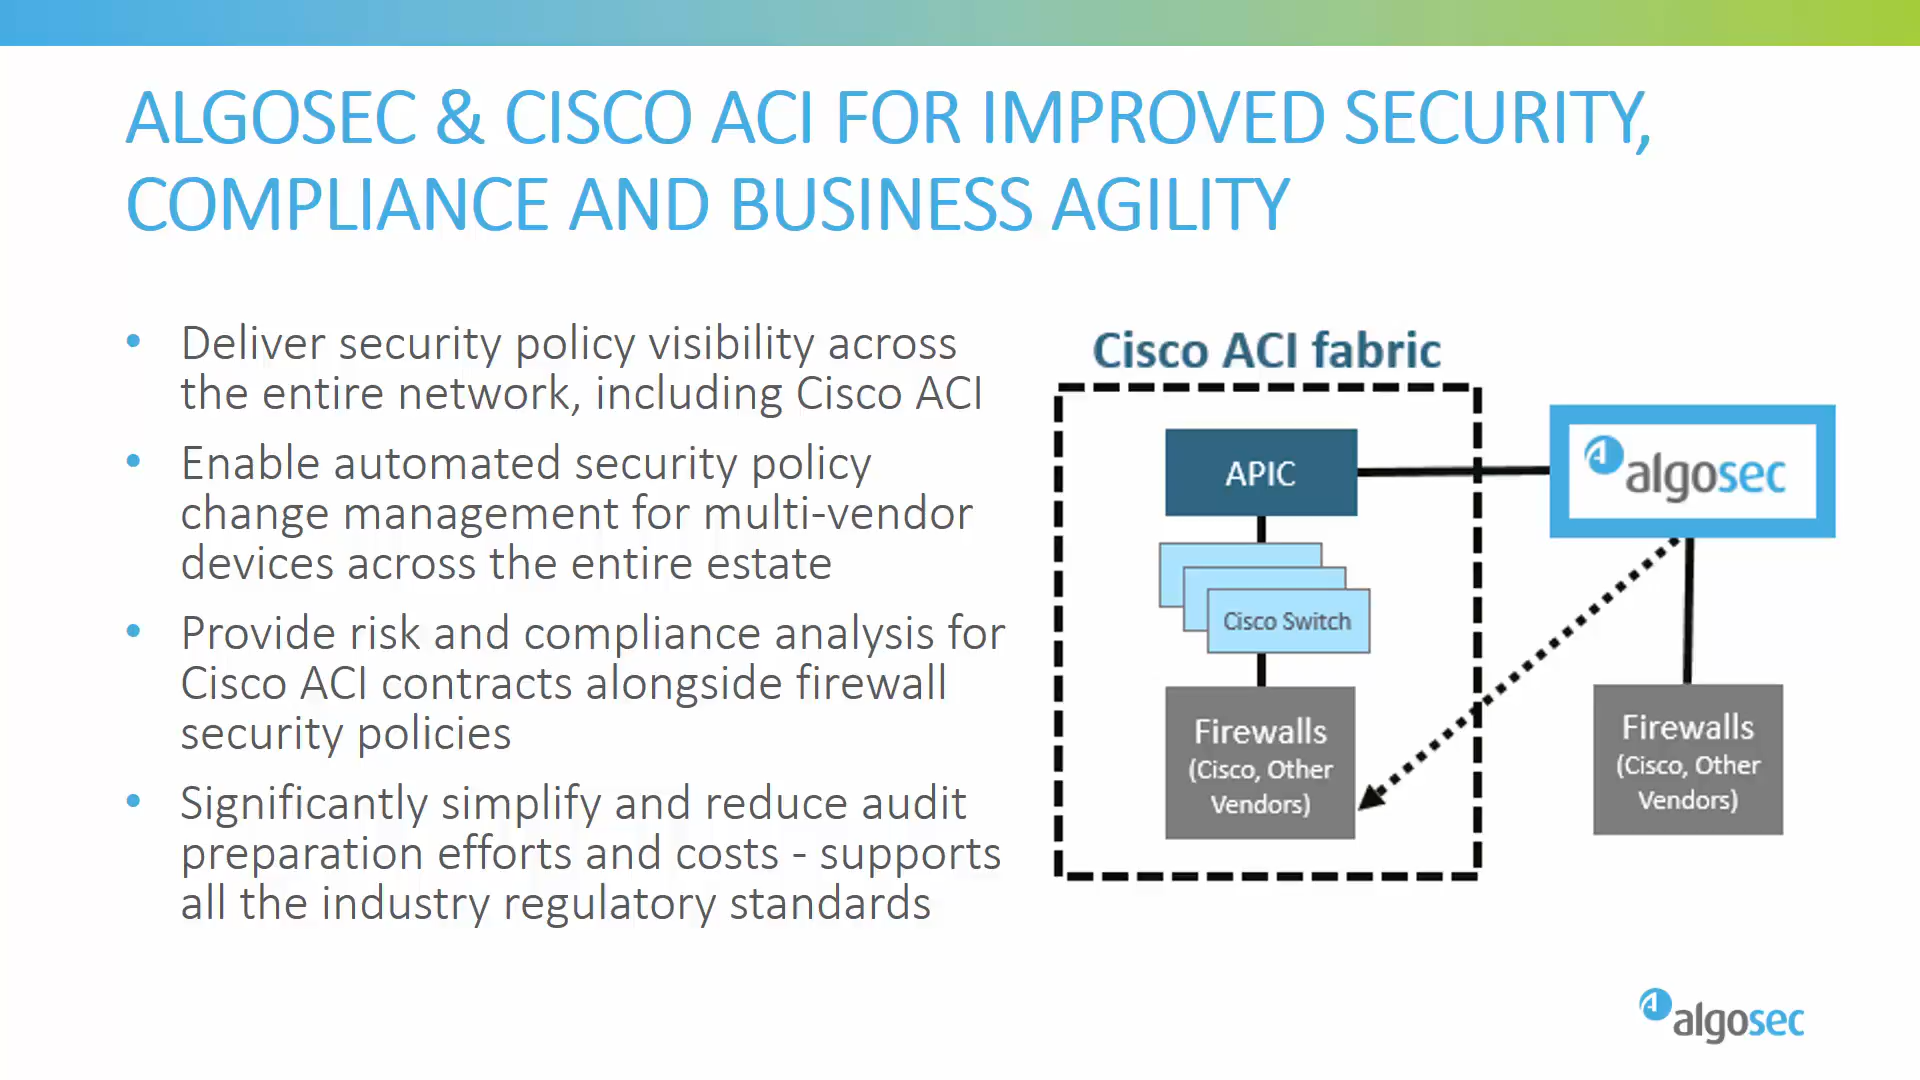 ALGOSEC & CISCO ACI FOR IMPROVED SECURITY,
COMPLIANCE AND BUSINESS AGILITY
• Deliver security policy visibility across
the entire network, including Cisco ACI
• Enable automated security policy
change management for multi-vendor
devices across the entire estate
• Provide risk and compliance analysis for
Cisco ACI contracts alongside firewall
security policies
• Significantly simplify and reduce audit
preparation efforts and costs - supports
all the industry regulatory standards
Cisco ACI fabric
APIC
Cisco Switch
Firewalls
(Cisco, Other
Vendors)
algosec
Firewalls
(Cisco, Other
Vendors)
algosec